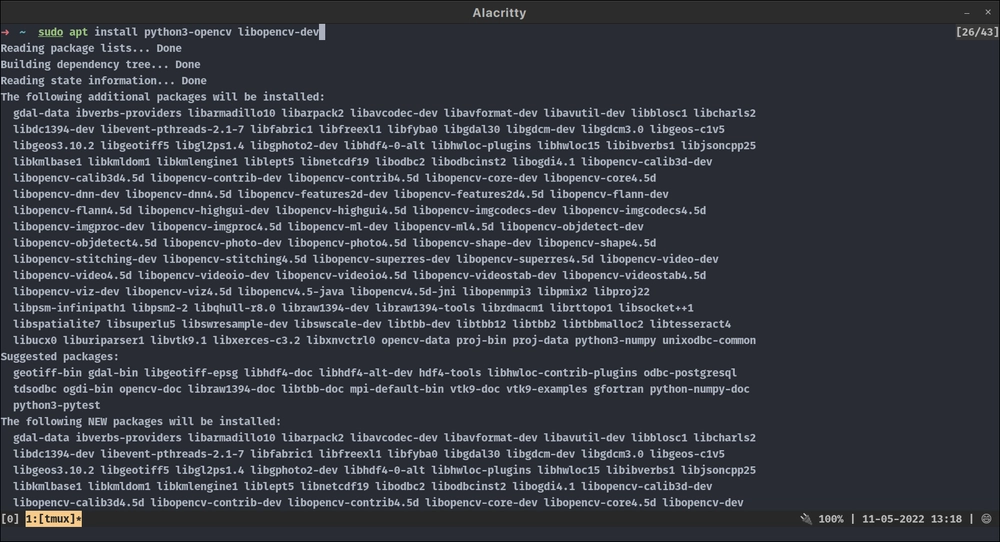 Alacritty
➜ ~ sudo apt install python3-opencv libopencv-dev [26/43]
Reading package lists... Done
Building dependency tree... Done
Reading state information... Done
The following additional packages will be installed:
gdal-data ibverbs-providers libarmadillo10 libarpack2 libavcodec-dev libavformat-dev libavutil-dev libblosc1 libcharls2
libdc1394-dev libevent-pthreads-2.1-7 libfabric1 libfreexl1 libfyba0 libgdal30 libgdcm-dev libgdcm3.0 libgeos-c1v5
libgeos3.10.2 libgeotiff5 libgl2ps1.4 libgphoto2-dev libhdf4-0-alt libhwloc-plugins libhwloc15 libibverbs1 libjsoncpp25
libkmlbase1 libkmldom1 libkmlengine1 liblept5 libnetcdf19 libodbc2 libodbcinst2 libogdi4.1 libopencv-calib3d-dev
libopencv-calib3d4.5d libopencv-contrib-dev libopencv-contrib4.5d libopencv-core-dev libopencv-core4.5d
libopencv-dnn-dev libopencv-dnn4.5d libopencv-features2d-dev libopencv-features2d4.5d libopencv-flann-dev
libopencv-flann4.5d libopencv-highgui-dev libopencv-highgui4.5d libopencv-imgcodecs-dev libopencv-imgcodecs4.5d
libopencv-imgproc-dev libopencv-imgproc4.5d libopencv-ml-dev libopencv-ml4.5d libopencv-objdetect-dev
libopencv-objdetect4.5d libopencv-photo-dev libopencv-photo4.5d libopencv-shape-dev libopencv-shape4.5d
libopencv-stitching-dev libopencv-stitching4.5d libopencv-superres-dev libopencv-superres4.5d libopencv-video-dev
libopencv-video4.5d libopencv-videoio-dev libopencv-videoio4.5d libopencv-videostab-dev libopencv-videostab4.5d
libopencv-viz-dev libopencv-viz4.5d libopencv4.5-java libopencv4.5d-jni libopenmpi3 libpmix2 libproj22
libpsm-infinipath1 libpsm2-2 libqhull-r8.0 libraw1394-dev libraw1394-tools librdmacm1 librttopo1 libsocket++1
libspatialite7 libsuperlu5 libswresample-dev libswscale-dev libtbb-dev libtbb12 libtbb2 libtbbmalloc2 libtesseract4
libucx0 liburiparser1 libvtk9.1 libxerces-c3.2 libxnvctrl0 opencv-data proj-bin proj-data python3-numpy unixodbc-common
Suggested packages:
geotiff-bin gdal-bin libgeotiff-epsg libhdf4-doc libhdf4-alt-dev hdf4-tools libhwloc-contrib-plugins odbc-postgresql
tdsodbc ogdi-bin opencv-doc libraw1394-doc libtbb-doc mpi-default-bin vtk9-doc vtk9-examples gfortran python-numpy-doc
python3-pytest
The following NEW packages will be installed:
gdal-data ibverbs-providers libarmadillo10 libarpack2 libavcodec-dev libavformat-dev libavutil-dev libblosc1 libcharls2
libdc1394-dev libevent-pthreads-2.1-7 libfabric1 libfreexl1 libfyba0 libgdal30 libgdcm-dev libgdcm3.0 libgeos-c1v5
libgeos3.10.2 libgeotiff5 libgl2ps1.4 libgphoto2-dev libhdf4-0-alt libhwloc-plugins libhwloc15 libibverbs1 libjsoncpp25
libkmlbase1 libkmldom1 libkmlengine1 liblept5 libnetcdf19 libodbc2 libodbcinst2 libogdi4.1 libopencv-calib3d-dev
libopencv-calib3d4.5d libopencv-contrib-dev libopencv-contrib4.5d libopencv-core-dev libopencv-core4.5d libopencv-dev
[0] 1:[tmux]* 100% | 11-05-2022 13:18 |